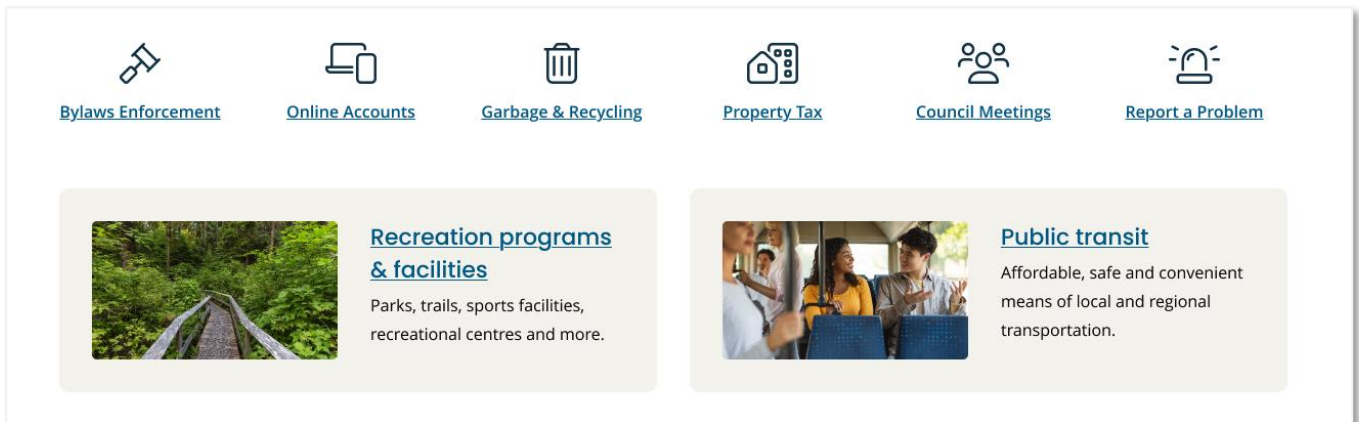 Bylaws Enforcement
Online Accounts
Garbage & Recycling
Property Tax
Council Meetings
Report a Problem
Recreation programs
& facilities
Parks, trails, sports facilities,
recreational centres and more.
Public transit
Affordable, safe and convenient
means of local and regional
transportation.